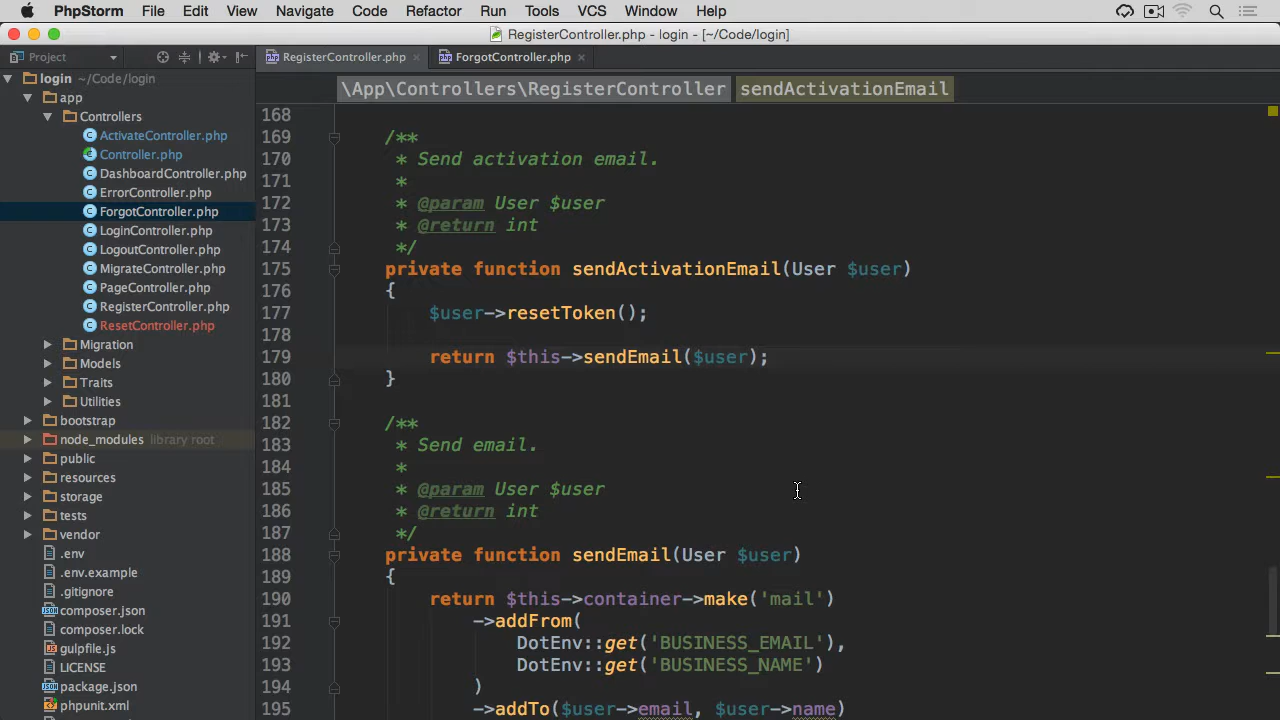 PhpStorm File Edit View Navigate Code Refactor Run Tools VCS Window Help
RegisterController.php - login - [~/Code/login]
Project
RegisterController.php
ForgotController.php
\App\Controllers\RegisterController sendActivationEmail
login ~/Code/login
app
Controllers
ActivateController.php
Controller.php
DashboardController.php
ErrorController.php
ForgotController.php
LoginController.php
LogoutController.php
MigrateController.php
PageController.php
RegisterController.php
ResetController.php
Migration
Models
Traits
Utilities
bootstrap
node_modules library root
public
resources
storage
tests
vendor
.env
.env.example
.gitignore
composer.json
composer.lock
gulpfile.js
LICENSE
package.json
phpunit.xml
168
169 /**
170 * Send activation email.
171 *
172 * @param User $user
173 * @return int
174 */
175 private function sendActivationEmail(User $user)
176 {
177 $user->resetToken();
178
179 return $this->sendEmail($user);
180 }
181
182 /**
183 * Send email.
184 *
185 * @param User $user
186 * @return int
187 */
188 private function sendEmail(User $user)
189 {
190 return $this->container->make('mail')
191 ->addFrom(
192 DotEnv::get('BUSINESS_EMAIL'),
193 DotEnv::get('BUSINESS_NAME')
194 )
195 ->addTo($user->email, $user->name)